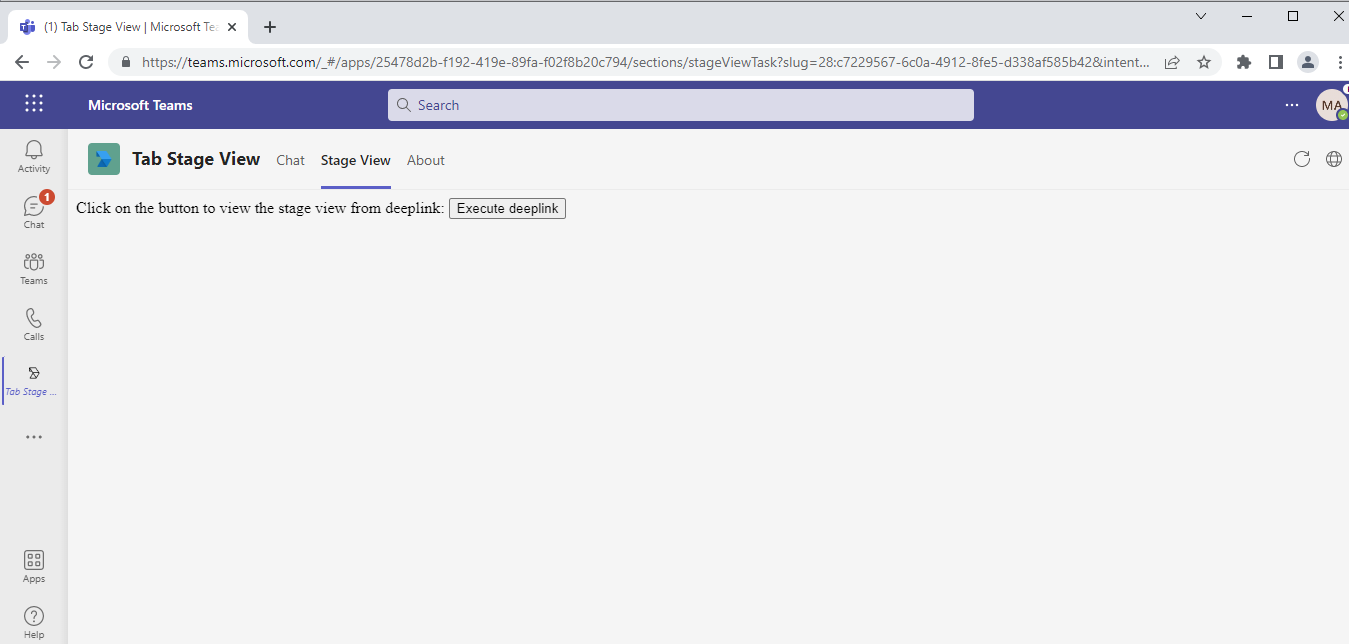 (1) Tab Stage View | Microsoft Te
https://teams.microsoft.com/_#/apps/25478d2b-f192-419e-89fa-f02f8b20c794/sections/stageViewTask?slug=28:c7229567-6c0a-4912-8fe5-d338af585b42&intent...
Microsoft Teams
Search
MA
Activity
1
Chat
Teams
Calls
Tab Stage ...
Apps
Help
Tab Stage View Chat Stage View About
Click on the button to view the stage view from deeplink: Execute deeplink